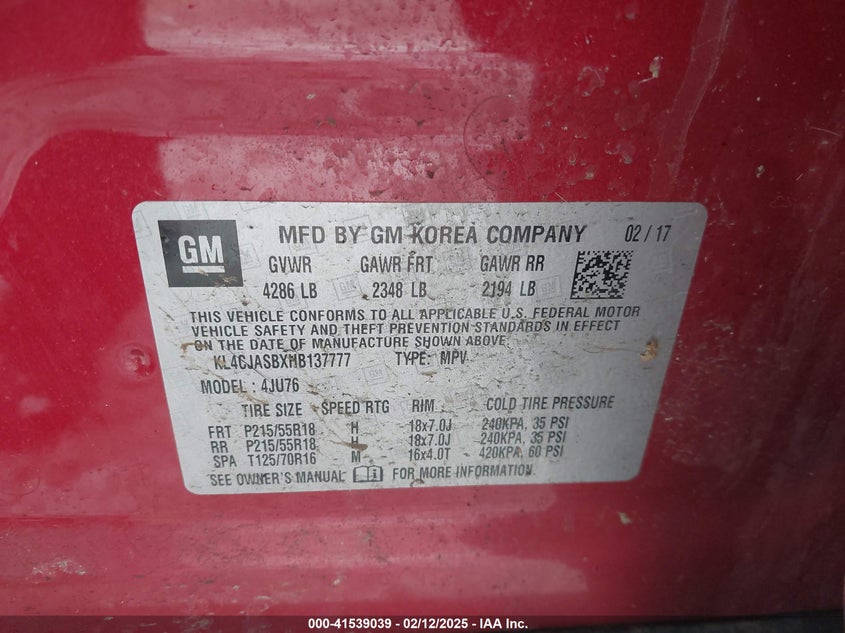 GM
MFD BY GM KOREA COMPANY 02 / 17
GVWR GAWR FRT GAWR RR
4286 LB 2348 LB 2194 LB
THIS VEHICLE CONFORMS TO ALL APPLICABLE U.S. FEDERAL MOTOR
VEHICLE SAFETY AND THEFT PREVENTION STANDARDS IN EFFECT
ON THE DATE OF MANUFACTURE SHOWN ABOVE.
KL4CJASBXHB137777 TYPE: MPV
MODEL: 4JU76
TIRE SIZE SPEED RTG RIM COLD TIRE PRESSURE
FRT P215/55R18 H 18x7.0J 240KPA, 35 PSI
RR P215/55R18 H 18x7.0J 240KPA, 35 PSI
SPA T125/70R16 M 16x4.0T 420KPA, 60 PSI
SEE OWNER'S MANUAL FOR MORE INFORMATION.
000-41539039 — 02/12/2025 — IAA Inc.